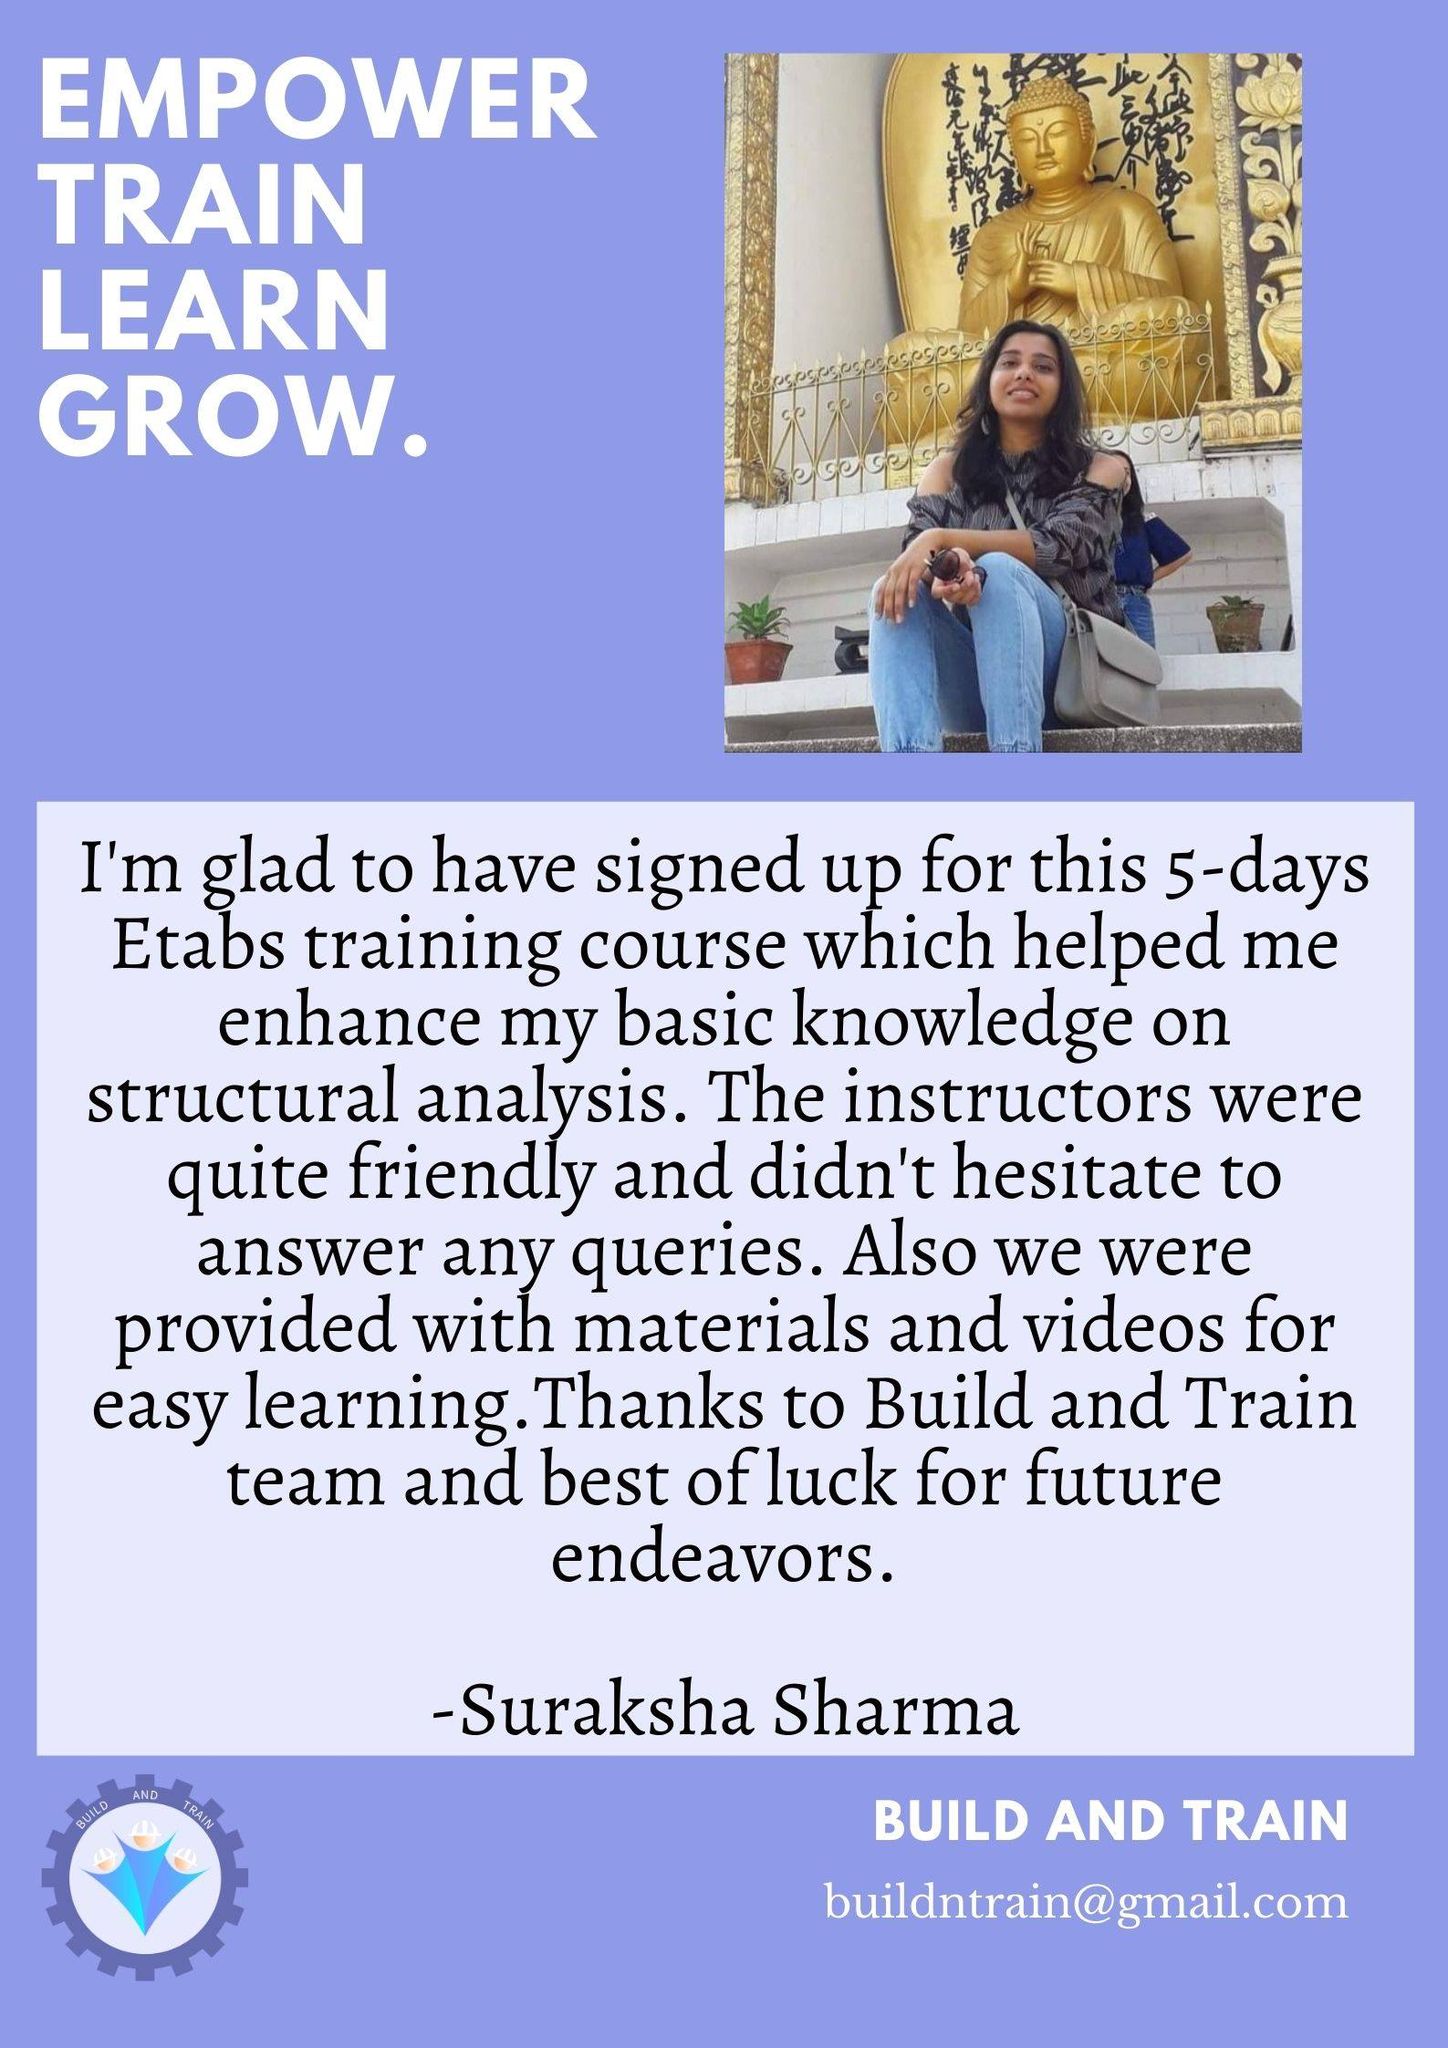 EMPOWER
TRAIN
LEARN
GROW.
I'm glad to have signed up for this 5-days
Etabs training course which helped me
enhance my basic knowledge on
structural analysis. The instructors were
quite friendly and didn't hesitate to
answer any queries. Also we were
provided with materials and videos for
easy learning.Thanks to Build and Train
team and best of luck for future
endeavors.
-Suraksha Sharma
BUILD AND TRAIN
BUILD AND TRAIN
buildntrain@gmail.com